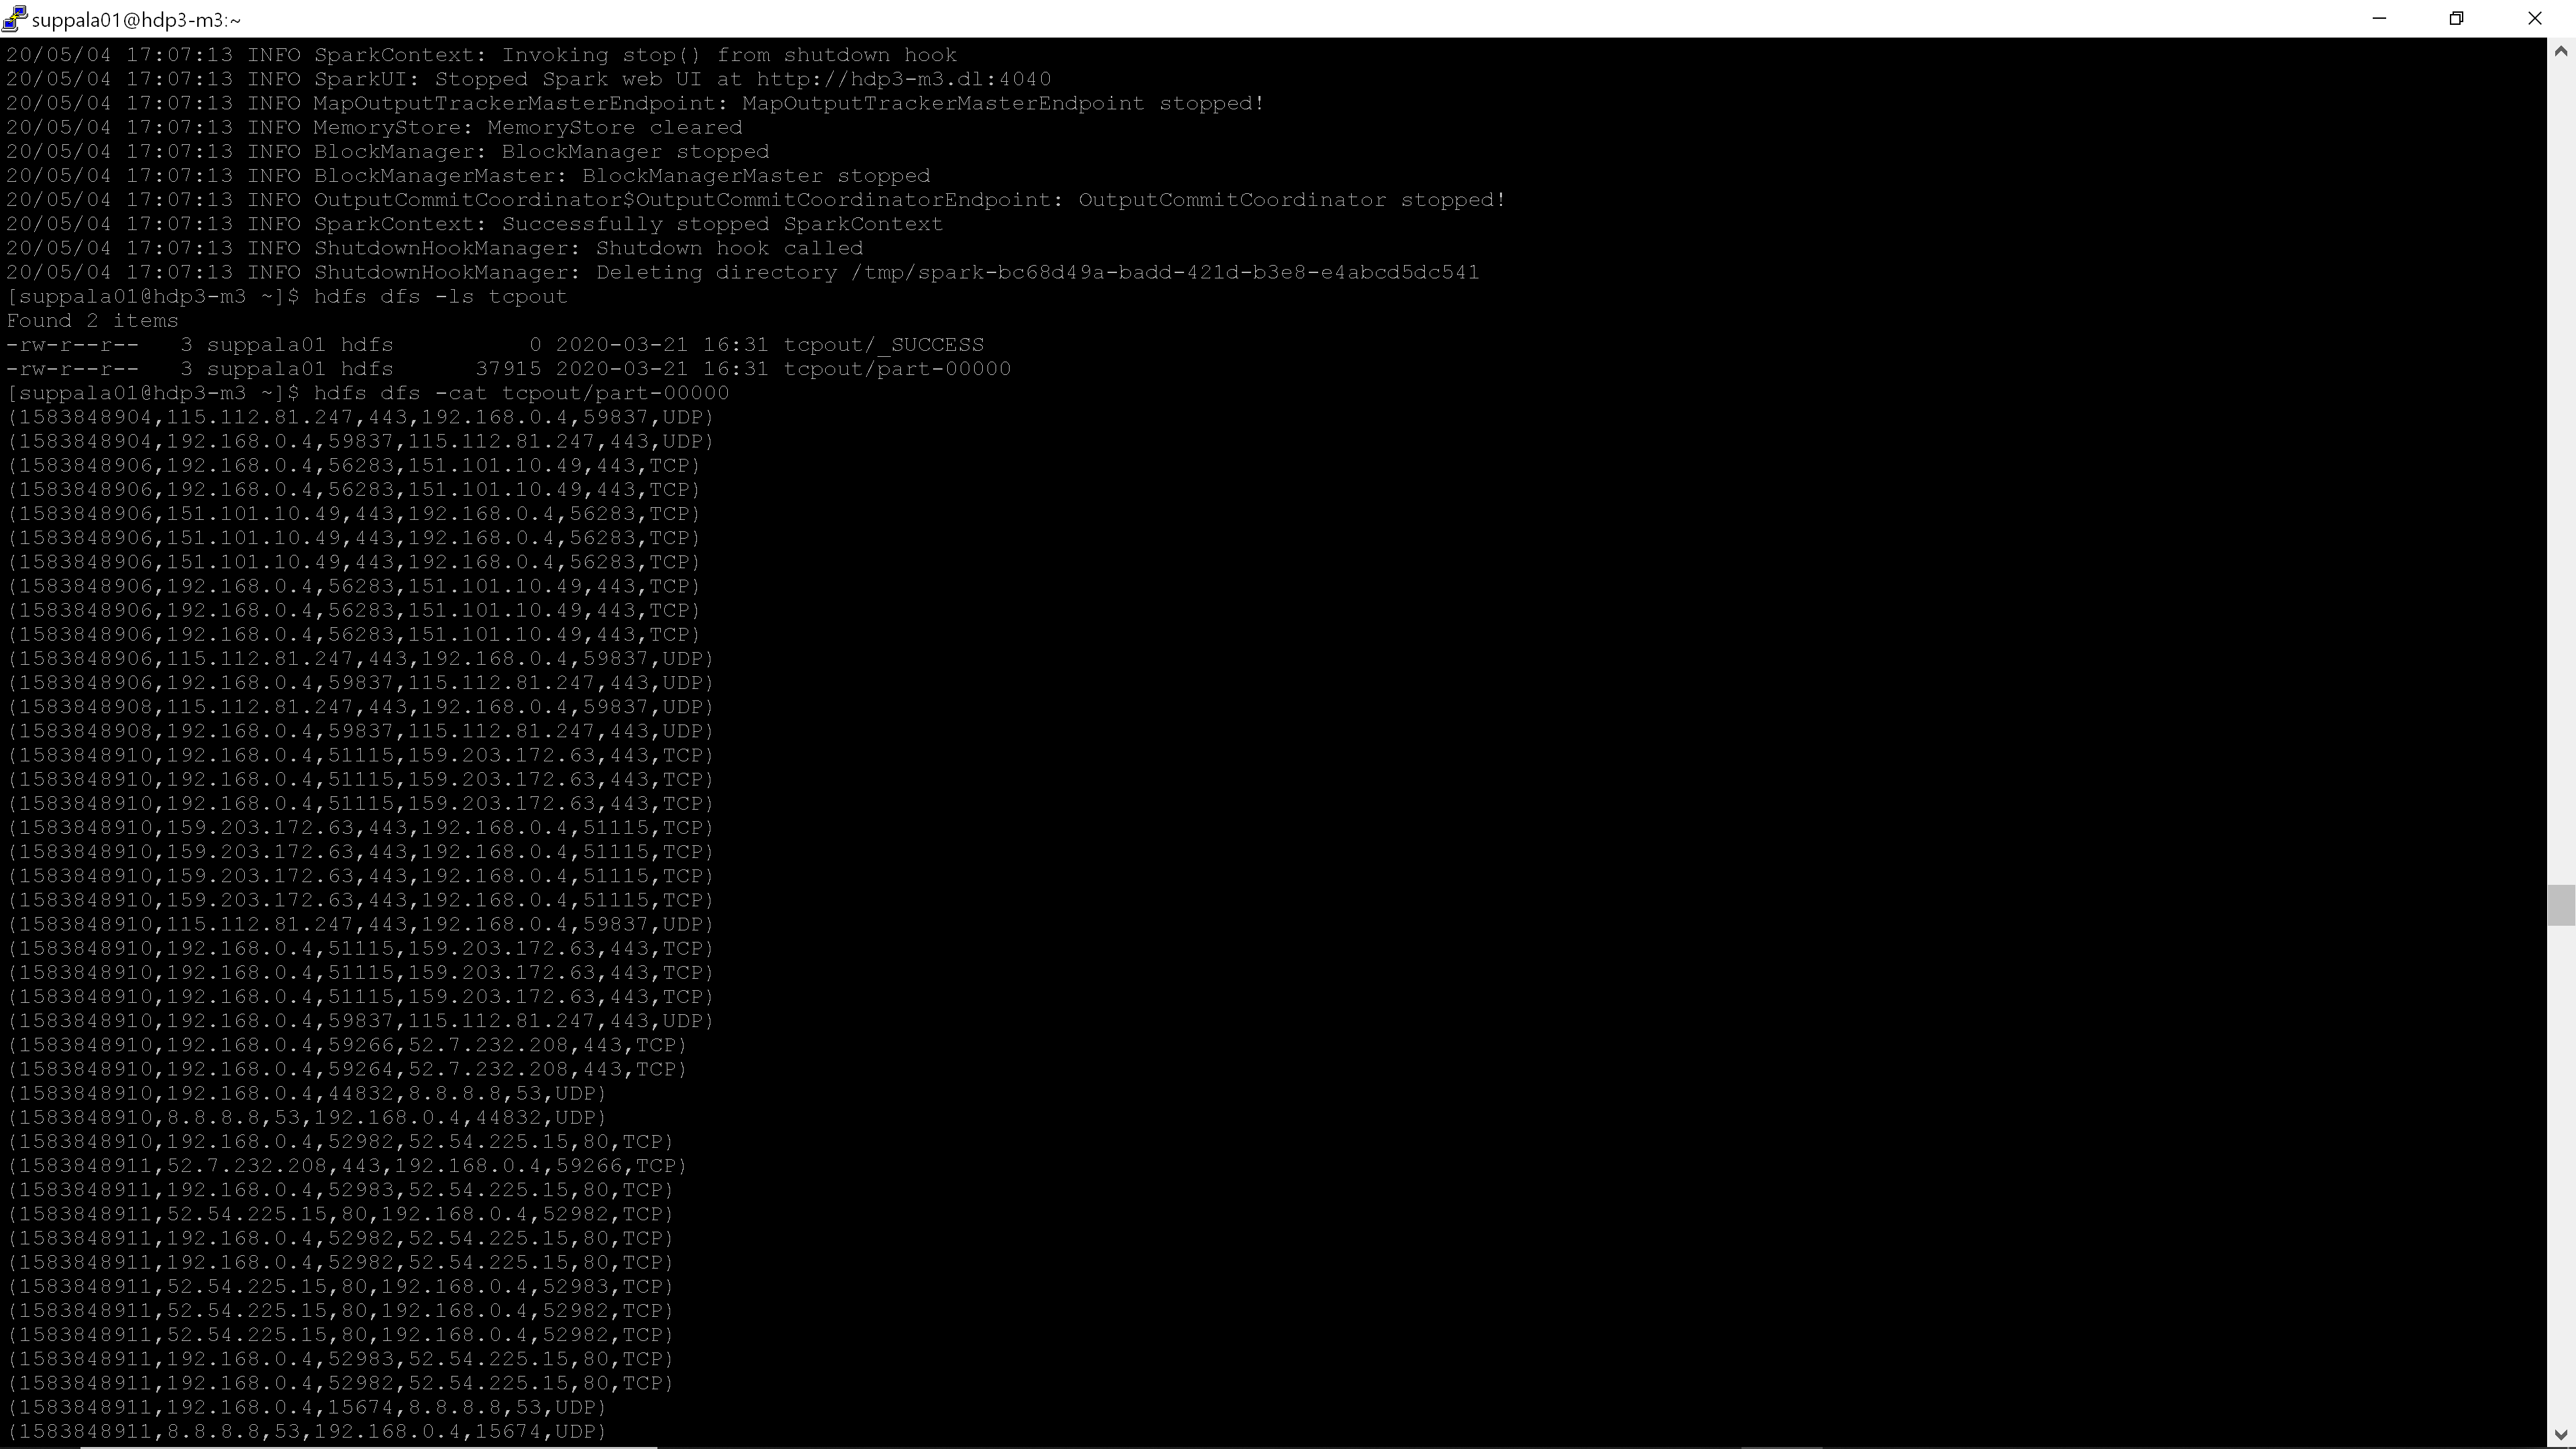 suppala01@hdp3-m3:~
20/05/04 17:07:13 INFO SparkContext: Invoking stop() from shutdown hook
20/05/04 17:07:13 INFO SparkUI: Stopped Spark web UI at http://hdp3-m3.dl:4040
20/05/04 17:07:13 INFO MapOutputTrackerMasterEndpoint: MapOutputTrackerMasterEndpoint stopped!
20/05/04 17:07:13 INFO MemoryStore: MemoryStore cleared
20/05/04 17:07:13 INFO BlockManager: BlockManager stopped
20/05/04 17:07:13 INFO BlockManagerMaster: BlockManagerMaster stopped
20/05/04 17:07:13 INFO OutputCommitCoordinator$OutputCommitCoordinatorEndpoint: OutputCommitCoordinator stopped!
20/05/04 17:07:13 INFO SparkContext: Successfully stopped SparkContext
20/05/04 17:07:13 INFO ShutdownHookManager: Shutdown hook called
20/05/04 17:07:13 INFO ShutdownHookManager: Deleting directory /tmp/spark-bc68d49a-badd-421d-b3e8-e4abcd5dc541
[suppala01@hdp3-m3 ~]$ hdfs dfs -ls tcpout
Found 2 items
-rw-r--r--   3 suppala01 hdfs          0 2020-03-21 16:31 tcpout/_SUCCESS
-rw-r--r--   3 suppala01 hdfs      37915 2020-03-21 16:31 tcpout/part-00000
[suppala01@hdp3-m3 ~]$ hdfs dfs -cat tcpout/part-00000
(1583848904,115.112.81.247,443,192.168.0.4,59837,UDP)
(1583848904,192.168.0.4,59837,115.112.81.247,443,UDP)
(1583848906,192.168.0.4,56283,151.101.10.49,443,TCP)
(1583848906,192.168.0.4,56283,151.101.10.49,443,TCP)
(1583848906,151.101.10.49,443,192.168.0.4,56283,TCP)
(1583848906,151.101.10.49,443,192.168.0.4,56283,TCP)
(1583848906,151.101.10.49,443,192.168.0.4,56283,TCP)
(1583848906,192.168.0.4,56283,151.101.10.49,443,TCP)
(1583848906,192.168.0.4,56283,151.101.10.49,443,TCP)
(1583848906,192.168.0.4,56283,151.101.10.49,443,TCP)
(1583848906,115.112.81.247,443,192.168.0.4,59837,UDP)
(1583848906,192.168.0.4,59837,115.112.81.247,443,UDP)
(1583848908,115.112.81.247,443,192.168.0.4,59837,UDP)
(1583848908,192.168.0.4,59837,115.112.81.247,443,UDP)
(1583848910,192.168.0.4,51115,159.203.172.63,443,TCP)
(1583848910,192.168.0.4,51115,159.203.172.63,443,TCP)
(1583848910,192.168.0.4,51115,159.203.172.63,443,TCP)
(1583848910,159.203.172.63,443,192.168.0.4,51115,TCP)
(1583848910,159.203.172.63,443,192.168.0.4,51115,TCP)
(1583848910,159.203.172.63,443,192.168.0.4,51115,TCP)
(1583848910,159.203.172.63,443,192.168.0.4,51115,TCP)
(1583848910,115.112.81.247,443,192.168.0.4,59837,UDP)
(1583848910,192.168.0.4,51115,159.203.172.63,443,TCP)
(1583848910,192.168.0.4,51115,159.203.172.63,443,TCP)
(1583848910,192.168.0.4,51115,159.203.172.63,443,TCP)
(1583848910,192.168.0.4,59837,115.112.81.247,443,UDP)
(1583848910,192.168.0.4,59266,52.7.232.208,443,TCP)
(1583848910,192.168.0.4,59264,52.7.232.208,443,TCP)
(1583848910,192.168.0.4,44832,8.8.8.8,53,UDP)
(1583848910,8.8.8.8,53,192.168.0.4,44832,UDP)
(1583848910,192.168.0.4,52982,52.54.225.15,80,TCP)
(1583848911,52.7.232.208,443,192.168.0.4,59266,TCP)
(1583848911,192.168.0.4,52983,52.54.225.15,80,TCP)
(1583848911,52.54.225.15,80,192.168.0.4,52982,TCP)
(1583848911,192.168.0.4,52982,52.54.225.15,80,TCP)
(1583848911,192.168.0.4,52982,52.54.225.15,80,TCP)
(1583848911,52.54.225.15,80,192.168.0.4,52983,TCP)
(1583848911,52.54.225.15,80,192.168.0.4,52982,TCP)
(1583848911,52.54.225.15,80,192.168.0.4,52982,TCP)
(1583848911,192.168.0.4,52983,52.54.225.15,80,TCP)
(1583848911,192.168.0.4,52982,52.54.225.15,80,TCP)
(1583848911,192.168.0.4,15674,8.8.8.8,53,UDP)
(1583848911,8.8.8.8,53,192.168.0.4,15674,UDP)